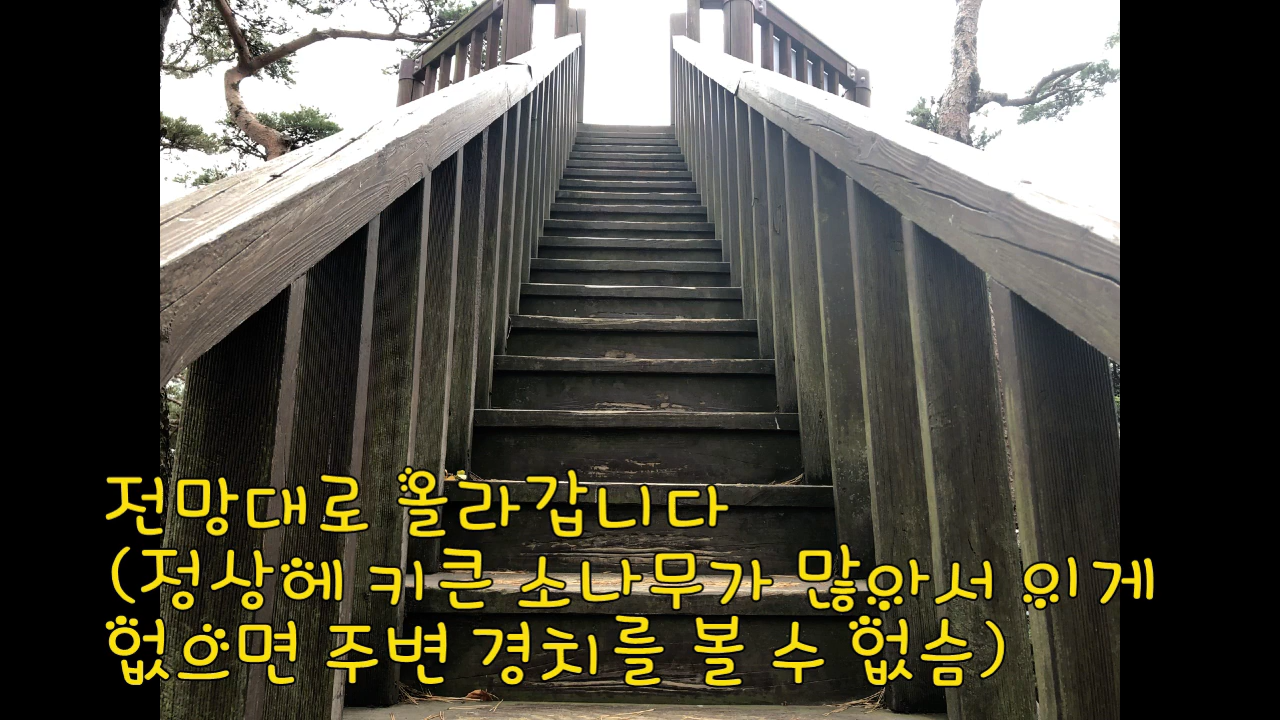 전망대로 올라갑니다
(정상에 키큰 소나무가 많아서 이게
없으면 주변 경치를 볼 수 없슴)